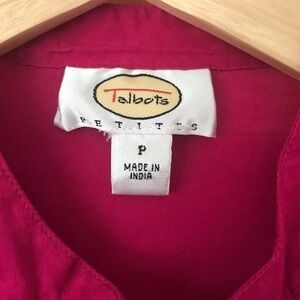 Talbots
PETITES
P
MADE IN
INDIA